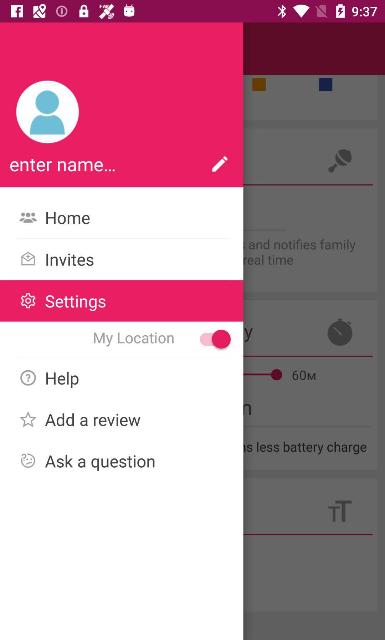 9:37
enter name...
Home
Invites
and notifies family
real time
Settings
My Location
y
60м
Help
n
Add a review
ns less battery charge
Ask a question
TT